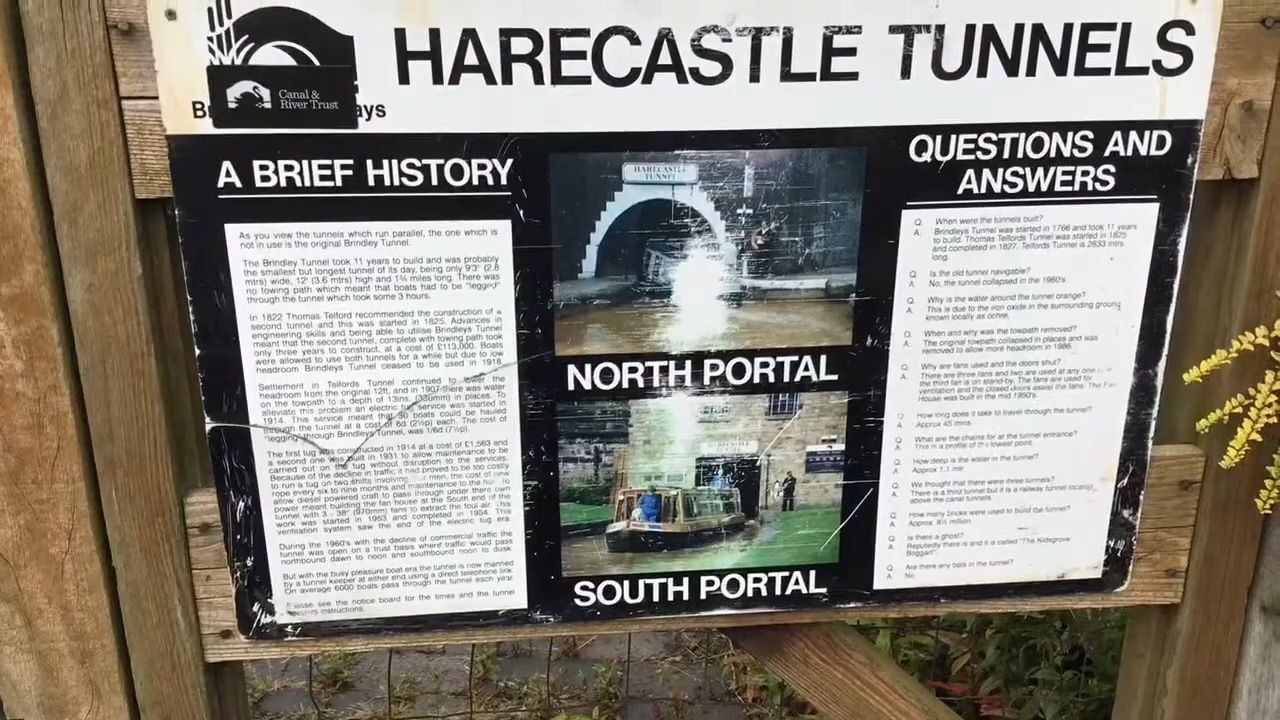 HARECASTLE TUNNELS
Canal &
River Trust
Br ays
A BRIEF HISTORY
As you view the tunnels which run parallel, the one which is
not in use is the original Brindley Tunnel.
The Brindley Tunnel took 11 years to build and was probably
the smallest but longest tunnel of its day, being only 9'3" (2.8
mtrs) wide, 12' (3.6 mtrs) high and 1¾ miles long. There was
no towing path which meant that boats had to be "legged"
through the tunnel which took some 3 hours.
In 1822 Thomas Telford recommended the construction of a
second tunnel and this was started in 1825. Advances in
engineering skills and being able to utilise Brindleys Tunnel
meant that the second tunnel, complete with towing path took
only three years to construct, at a cost of £113,000. Boats
were allowed to use both tunnels for a while but due to low
headroom Brindleys Tunnel ceased to be used in 1918.
Settlement in Telfords Tunnel continued to lower the
headroom from the original 12ft, and in 1907 there was water
on the towpath to a depth of 13ins. (330mm) in places. To
alleviate this problem an electric tug service was started in
1914. This service meant that 30 boats could be hauled
through the tunnel at a cost of 6d (2½p) each. The cost of
"legging" through Brindleys Tunnel, was 1/6d (7½p).
The first tug was constructed in 1914 at a cost of £1,563 and
a second one was built in 1931 to allow maintenance to be
carried out on the tug without disruption to the services.
Because of the decline in traffic it had proved to be too costly
to run a tug on two shifts involving men, the cost of new
rope every six to nine months and maintenance to the To
allow diesel powered craft to pass through under there own
power meant building the fan house at the South end of the
tunnel with 3 - 38" (970mm) fans to extract the foul air. This
work was started in 1953 and completed in 1954. This
ventilation system saw the end of the electric tug era.
During the 1960's with the decline of commercial traffic the
tunnel was open on a trust basis where traffic would pass
northbound dawn to noon and southbound noon to dusk.
But with the busy pleasure boat era the tunnel is now manned
by a tunnel keeper at either end using a direct telephone link.
On average 6000 boats pass through the tunnel each year.
Please see the notice board for the times and the tunnel
keepers instructions.
HARECASTLE
TUNNEL
NORTH PORTAL
SOUTH PORTAL
QUESTIONS AND
ANSWERS
Q. When were the tunnels built?
A. Brindleys Tunnel was started in 1766 and took 11 years
to build. Thomas Telfords Tunnel was started in 1825
and completed in 1827. Telfords Tunnel is 2633 mtrs.
long.
Q. Is the old tunnel navigable?
A. No, the tunnel collapsed in the 1960's.
Q. Why is the water around the tunnel orange?
A. This is due to the iron oxide in the surrounding ground
known locally as ochre.
Q. When and why was the towpath removed?
A. The original towpath collapsed in places and was
removed to allow more headroom in 1986.
Q. Why are fans used and the doors shut?
A. There are three fans and two are used at any one
the third fan is on stand-by. The fans are used for
ventilation and the closed doors assist the fans. The Fan
House was built in the mid 1950's.
Q. How long does it take to travel through the tunnel?
A. Approx 45 mins.
Q. What are the chains for at the tunnel entrance?
A. This is a profile of the lowest point.
Q. How deep is the water in the tunnel?
A. Approx 1.1 mtr.
Q. We thought that there were three tunnels?
A. There is a third tunnel but it is a railway tunnel located
above the canal tunnels.
Q. How many bricks were used to build the tunnel?
A. Approx. 8½ million
Q. Is there a ghost?
A. Reputedly there is and it is called "The Kidsgrove
Boggart".
Q. Are there any bats in the tunnel?
A. No.